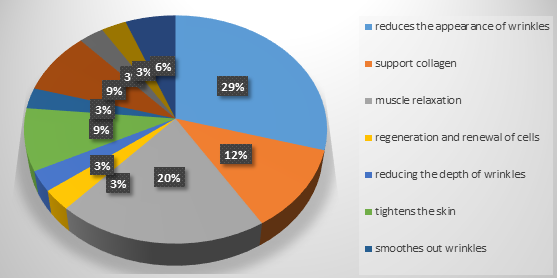 6%
3%
3%
9%
29%
3%
9%
12%
3%
20%
3%
reduces the appearance of wrinkles
support collagen
muscle relaxation
regeneration and renewal of cells
reducing the depth of wrinkles
tightens the skin
smoothes out wrinkles